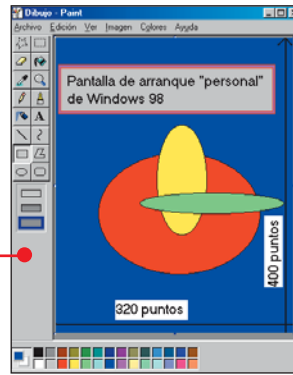 Dibujo - Paint
Archivo Edición Ver Imagen Colores Ayuda
A
Pantalla de arranque "personal"
de Windows 98
400 puntos
320 puntos